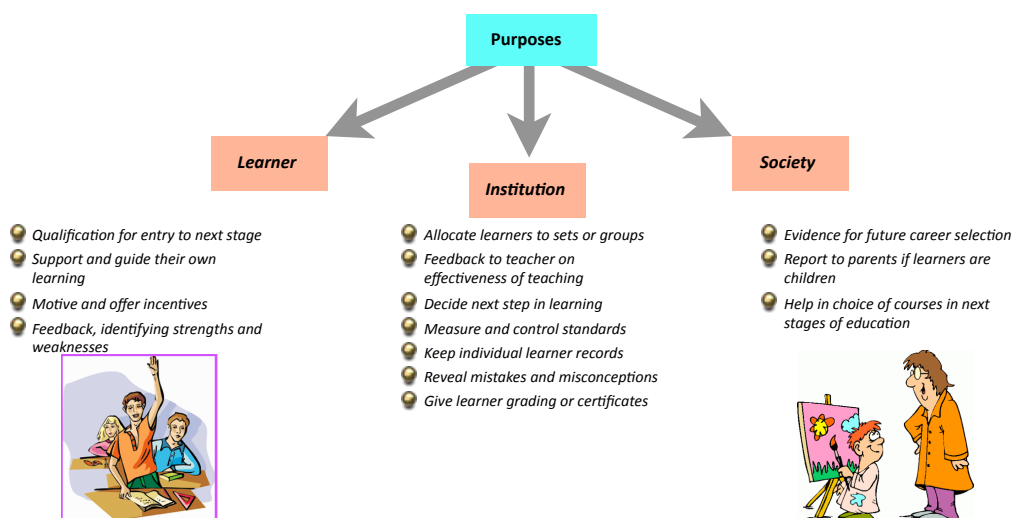 Purposes
Learner
Institution
Society
Qualification for entry to next stage
Support and guide their own
learning
Motive and offer incentives
Feedback, identifying strengths and
weaknesses
Allocate learners to sets or groups
Feedback to teacher on
effectiveness of teaching
Decide next step in learning
Measure and control standards
Keep individual learner records
Reveal mistakes and misconceptions
Give learner grading or certificates
Evidence for future career selection
Report to parents if learners are
children
Help in choice of courses in next
stages of education